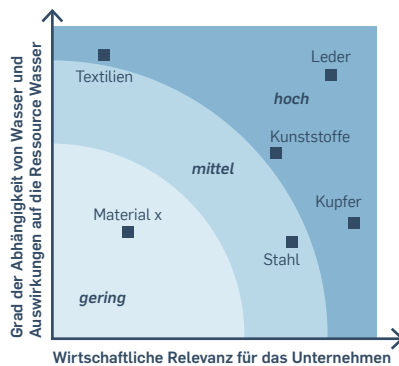 Grad der Abhängigkeit von Wasser und
Auswirkungen auf die Ressource Wasser
Textilien
Leder
hoch
Kunststoffe
mittel
Kupfer
Material x
Stahl
gering
Wirtschaftliche Relevanz für das Unternehmen